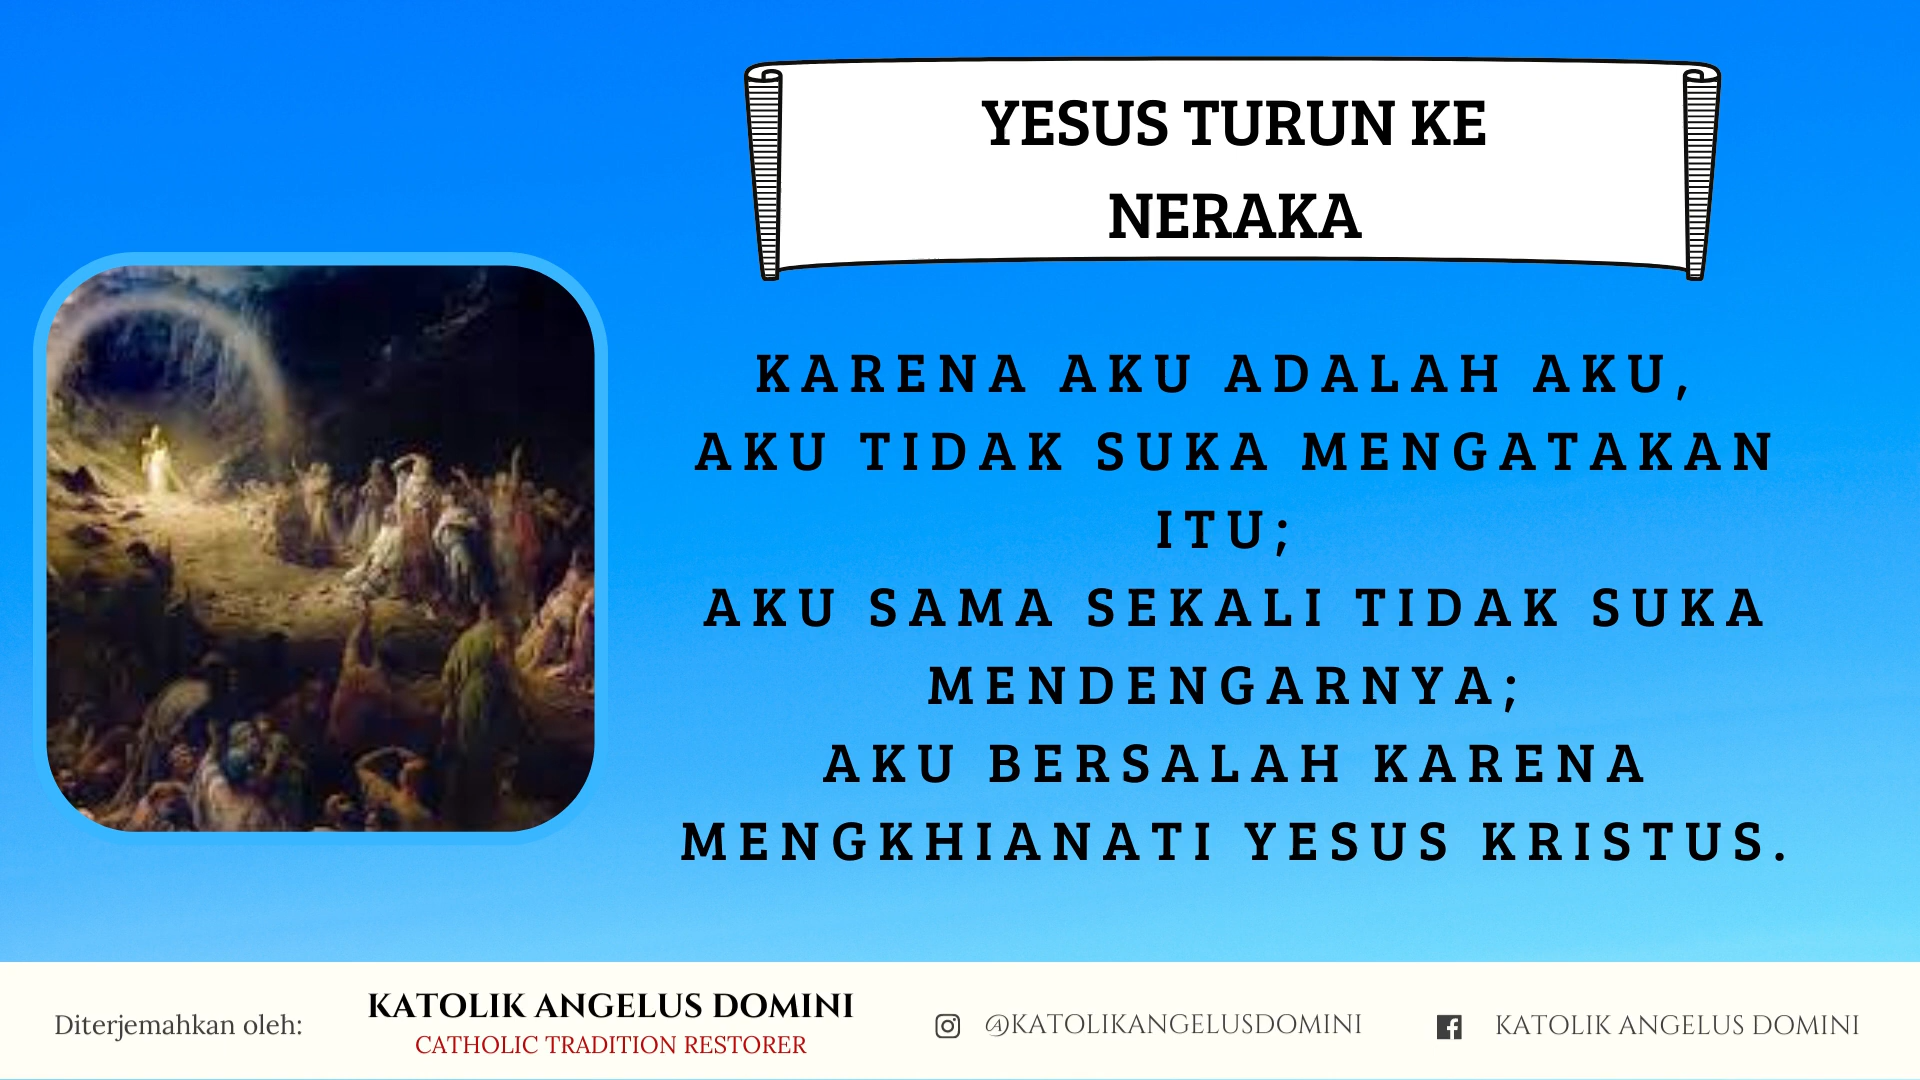 YESUS TURUN KE
NERAKA
KARENA AKU ADALAH AKU,
AKU TIDAK SUKA MENGATAKAN
ITU;
AKU SAMA SEKALI TIDAK SUKA
MENDENGARNYA;
AKU BERSALAH KARENA
MENGKHIANATI YESUS KRISTUS.
Diterjemahkan oleh:
KATOLIK ANGELUS DOMINI
CATHOLIC TRADITION RESTORER
@KATOLIKANGELUSDOMINI
KATOLIK ANGELUS DOMINI